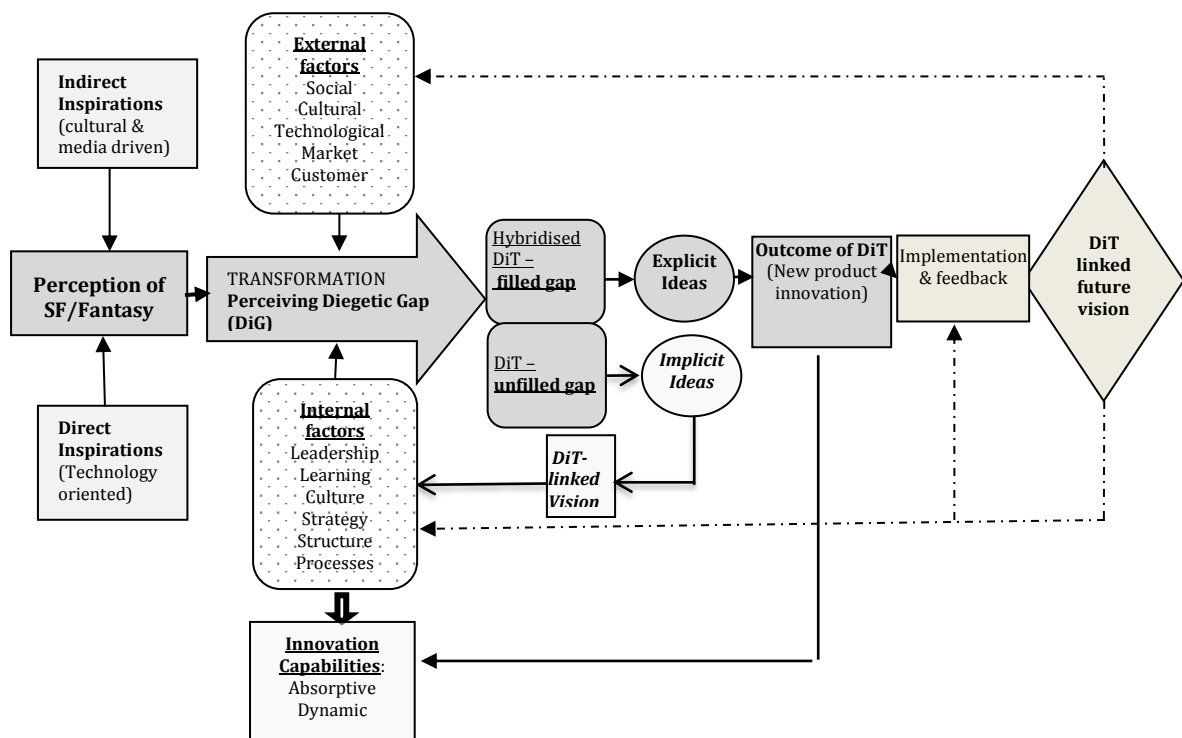 External
factors
Social
Cultural
Technological
Market
Customer
Indirect
Inspirations
(cultural &
media driven)
Perception of
SF/Fantasy
Direct
Inspirations
(Technology
oriented)
TRANSFORMATION
Perceiving Diegetic Gap
(DiG)
Internal
factors
Leadership
Learning
Culture
Strategy
Structure
Processes
Innovation
Capabilities:
Absorptive
Dynamic
Hybridised
DiT –
filled gap
DiT –
unfilled gap
Explicit
Ideas
Implicit
Ideas
DiT-
linked
Vision
Outcome of DiT
(New product
innovation)
Implementation
& feedback
DiT
linked
future
vision